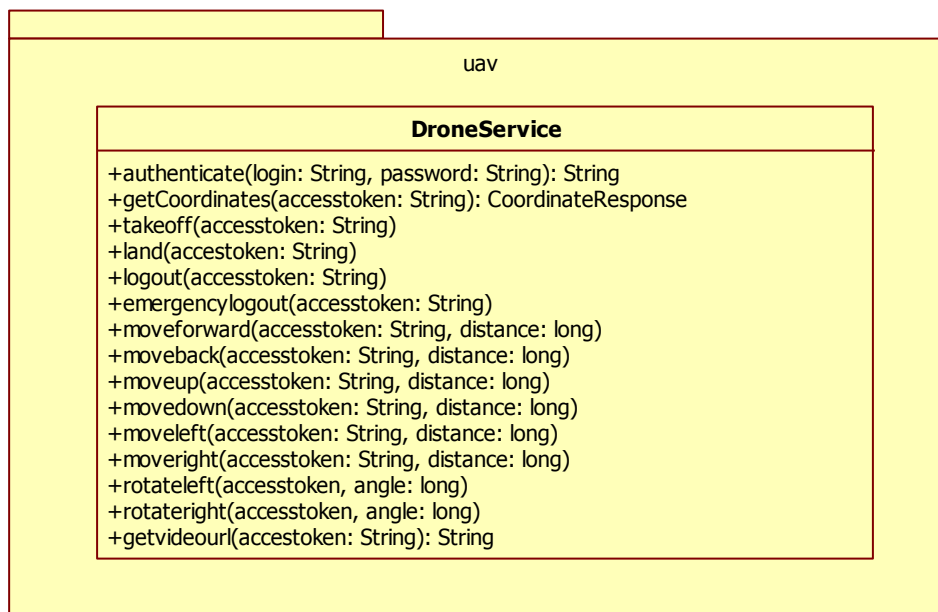 uav
DroneService
+authenticate(login: String, password: String): String
+getCoordinates(accesstoken: String): CoordinateResponse
+takeoff(accesstoken: String)
+land(accestoken: String)
+logout(accesstoken: String)
+emergencylogout(accesstoken: String)
+moveforward(accesstoken: String, distance: long)
+moveback(accesstoken: String, distance: long)
+moveup(accesstoken: String, distance: long)
+movedown(accesstoken: String, distance: long)
+moveleft(accesstoken: String, distance: long)
+moveright(accesstoken: String, distance: long)
+rotateleft(accesstoken, angle: long)
+rotateright(accesstoken, angle: long)
+getvideourl(accestoken: String): String